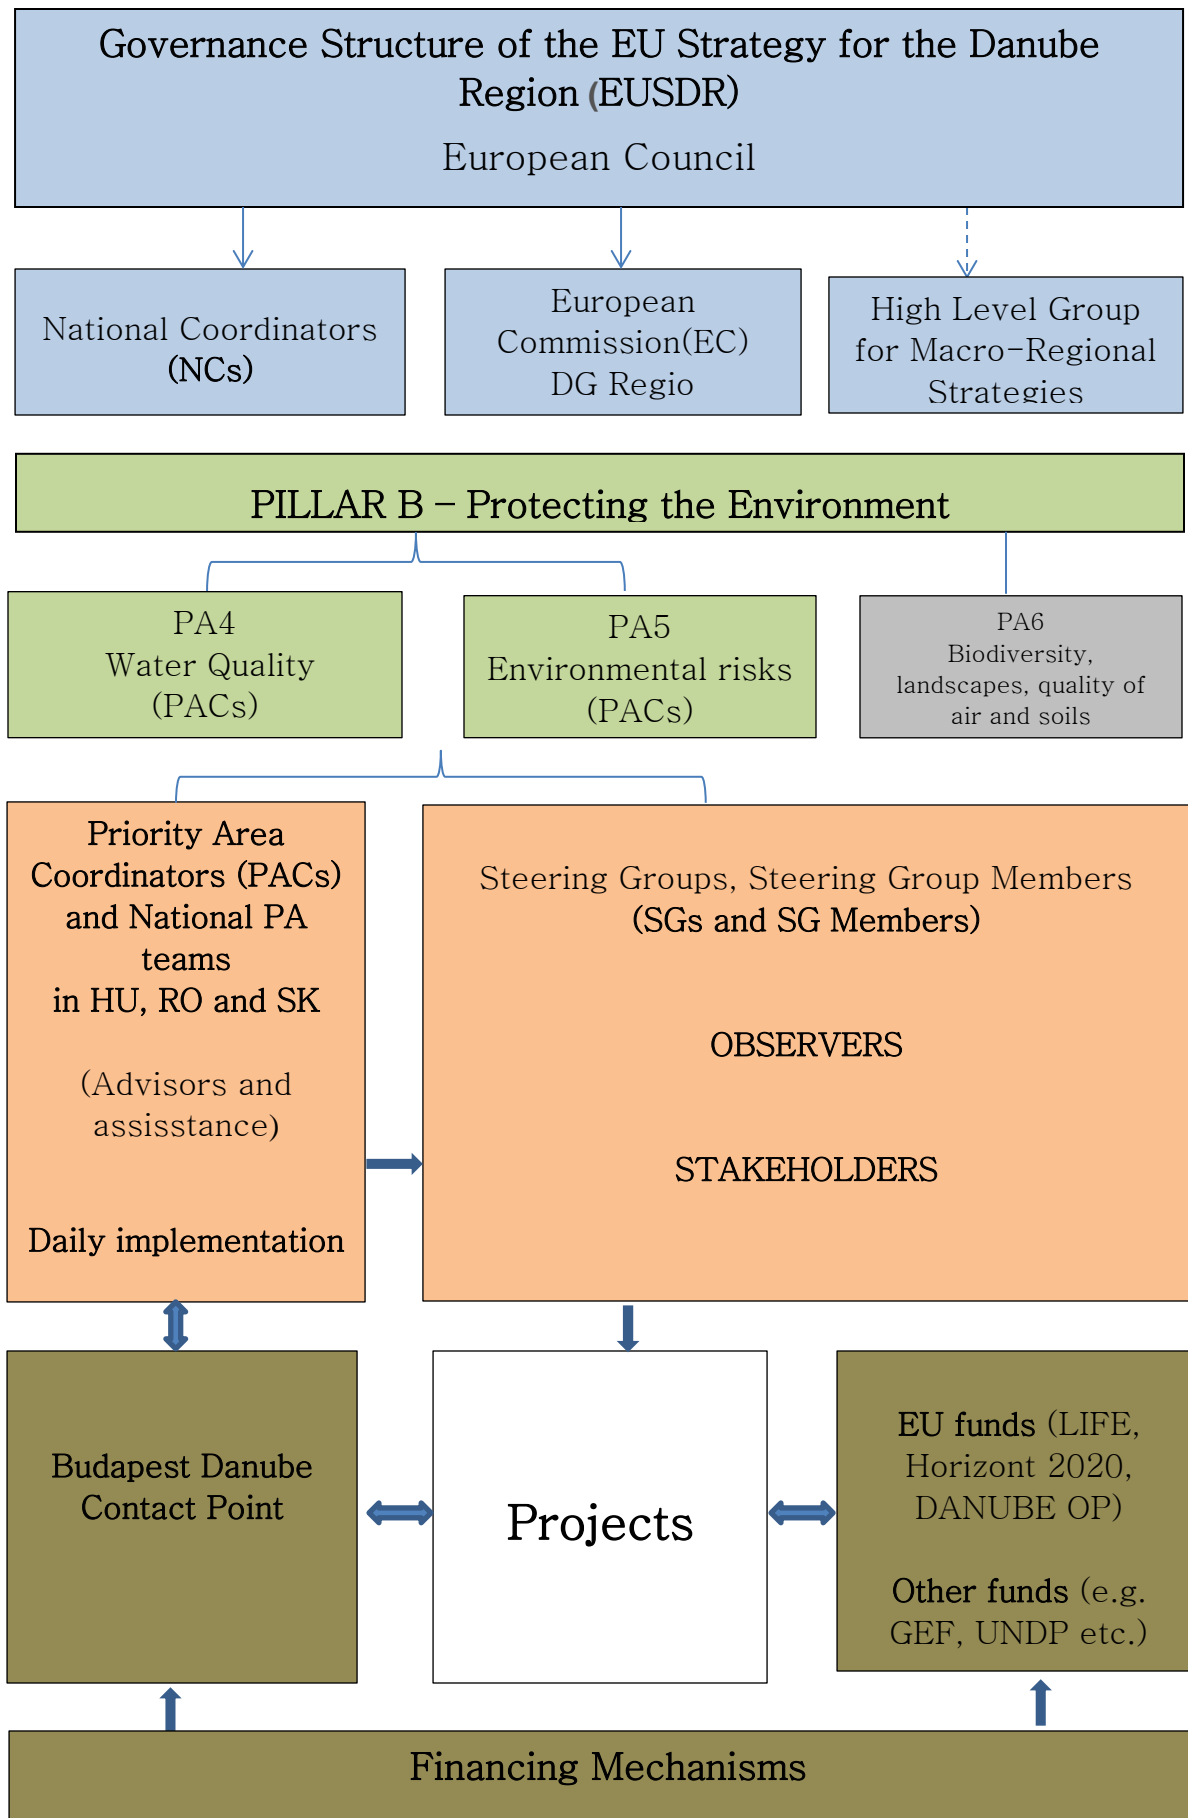 Governance Structure of the EU Strategy for the Danube
Region (EUSDR)
European Council
National Coordinators
(NCs)
European
Commission(EC)
DG Regio
High Level Group
for Macro-Regional
Strategies
PILLAR B – Protecting the Environment
PA4
Water Quality
(PACs)
PA5
Environmental risks
(PACs)
PA6
Biodiversity,
landscapes, quality of
air and soils
Priority Area
Coordinators (PACs)
and National PA
teams
in HU, RO and SK
(Advisors and
assisstance)
Daily implementation
Steering Groups, Steering Group Members
(SGs and SG Members)
OBSERVERS
STAKEHOLDERS
Budapest Danube
Contact Point
Projects
EU funds (LIFE,
Horizont 2020,
DANUBE OP)
Other funds (e.g.
GEF, UNDP etc.)
Financing Mechanisms